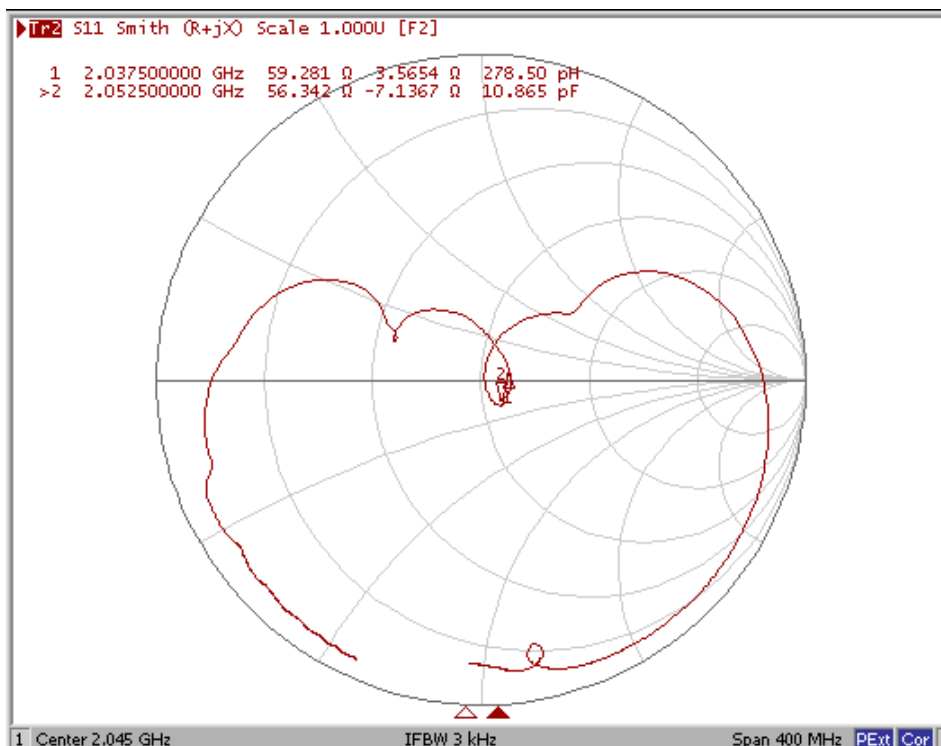 Tr2 S11 Smith (R+jX) Scale 1.000U [F2]
1 2.037500000 GHz 59.281 Ω 3.5654 Ω 278.50 pH
>2 2.052500000 GHz 56.342 Ω -7.1367 Ω 10.865 pF
2
1
1 Center 2.045 GHz IFBW 3 kHz Span 400 MHz PExt Cor